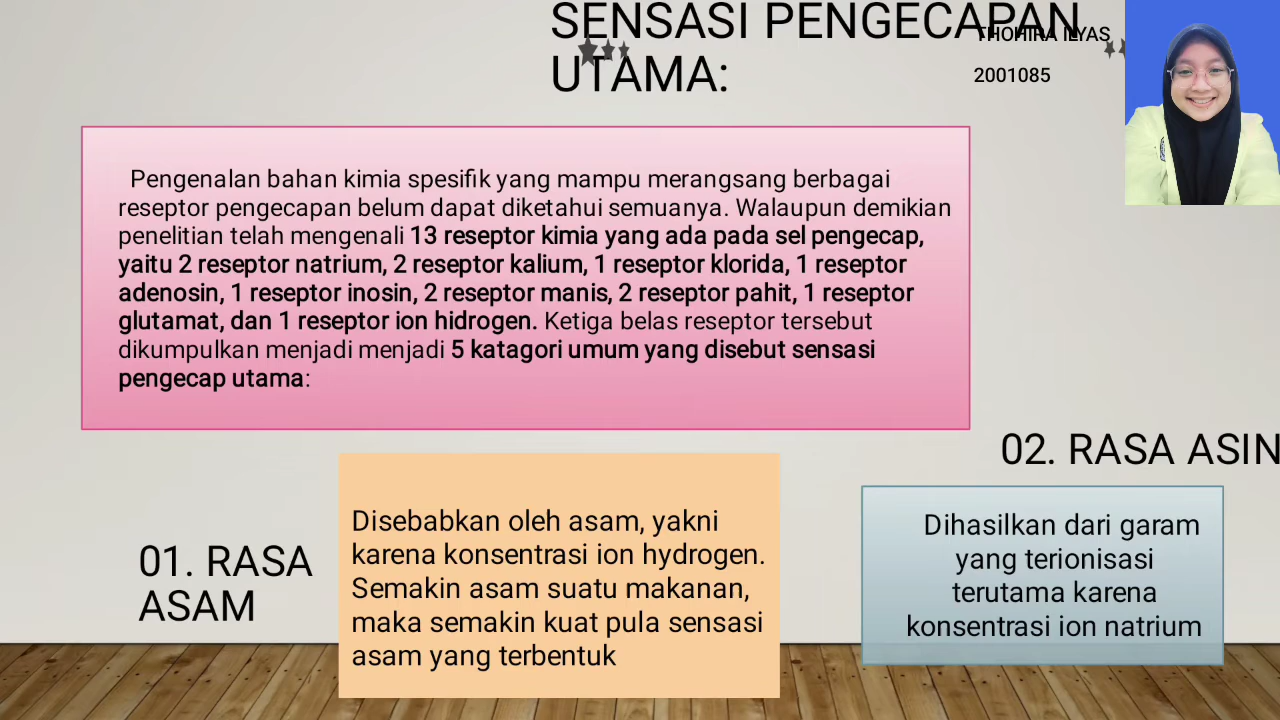 SENSASI PENGECAPAN
UTAMA:
THOHIRA ILYAS
2001085
Pengenalan bahan kimia spesifik yang mampu merangsang berbagai
reseptor pengecapan belum dapat diketahui semuanya. Walaupun demikian
penelitian telah mengenali 13 reseptor kimia yang ada pada sel pengecap,
yaitu 2 reseptor natrium, 2 reseptor kalium, 1 reseptor klorida, 1 reseptor
adenosin, 1 reseptor inosin, 2 reseptor manis, 2 reseptor pahit, 1 reseptor
glutamat, dan 1 reseptor ion hidrogen. Ketiga belas reseptor tersebut
dikumpulkan menjadi menjadi 5 katagori umum yang disebut sensasi
pengecap utama:
01. RASA
ASAM
Disebabkan oleh asam, yakni
karena konsentrasi ion hydrogen.
Semakin asam suatu makanan,
maka semakin kuat pula sensasi
asam yang terbentuk
02. RASA ASIN
Dihasilkan dari garam
yang terionisasi
terutama karena
konsentrasi ion natrium